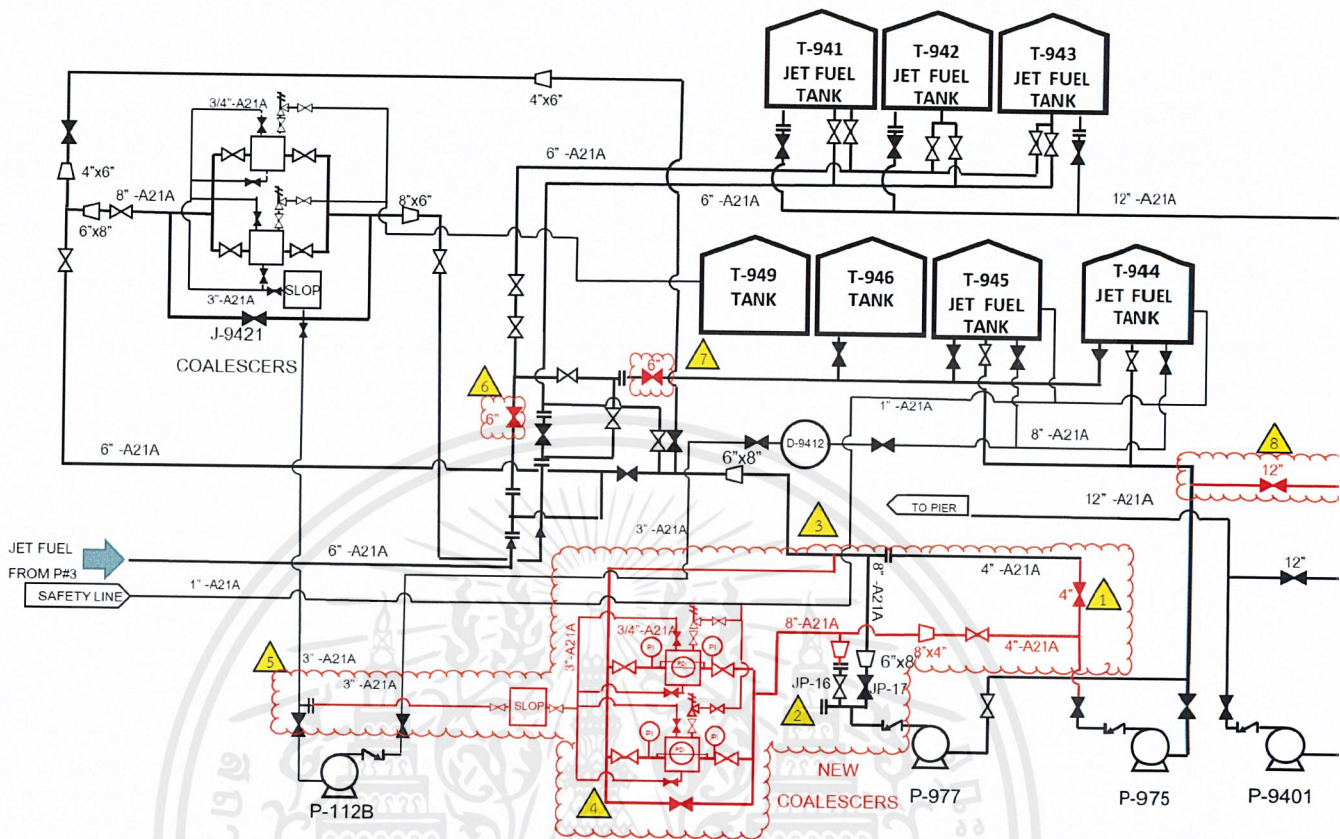 T-941
JET FUEL
TANK
T-942
JET FUEL
TANK
T-943
JET FUEL
TANK
4"x6"
3/4"-A21A
4"x6"
8" -A21A
6"x8"
8"x6"
6" -A21A
6" -A21A
12" -A21A
3"-A21A
SLOP
J-9421
COALESCERS
T-949
TANK
T-946
TANK
T-945
JET FUEL
TANK
T-944
JET FUEL
TANK
7
6"
6
6"
1" -A21A
D-9412
8" -A21A
6" -A21A
6"x8"
8
12"
12" -A21A
TO PIER
3
3" -A21A
JET FUEL
FROM P#3
6" -A21A
1" -A21A
SAFETY LINE
8" -A21A
4" -A21A
4"
1
12"
3"-A21A
3/4"-A21A
8"-A21A
8"x4"
4"-A21A
5
3" -A21A
3" -A21A
PI
PI
6"x8"
JP-16
JP-17
2
SLOP
PI
PI
4
NEW
COALESCERS
P-112B
P-977
P-975
P-9401